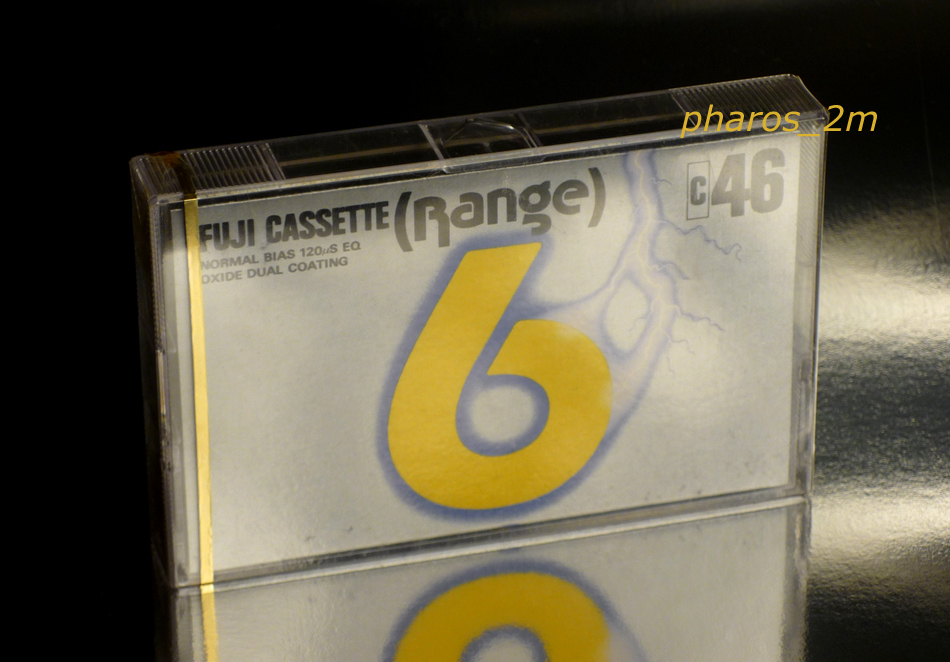 pharos_2m
FUJI CASSETTE (Range) C46
NORMAL BIAS 120μS EQ
OXIDE DUAL COATING
6